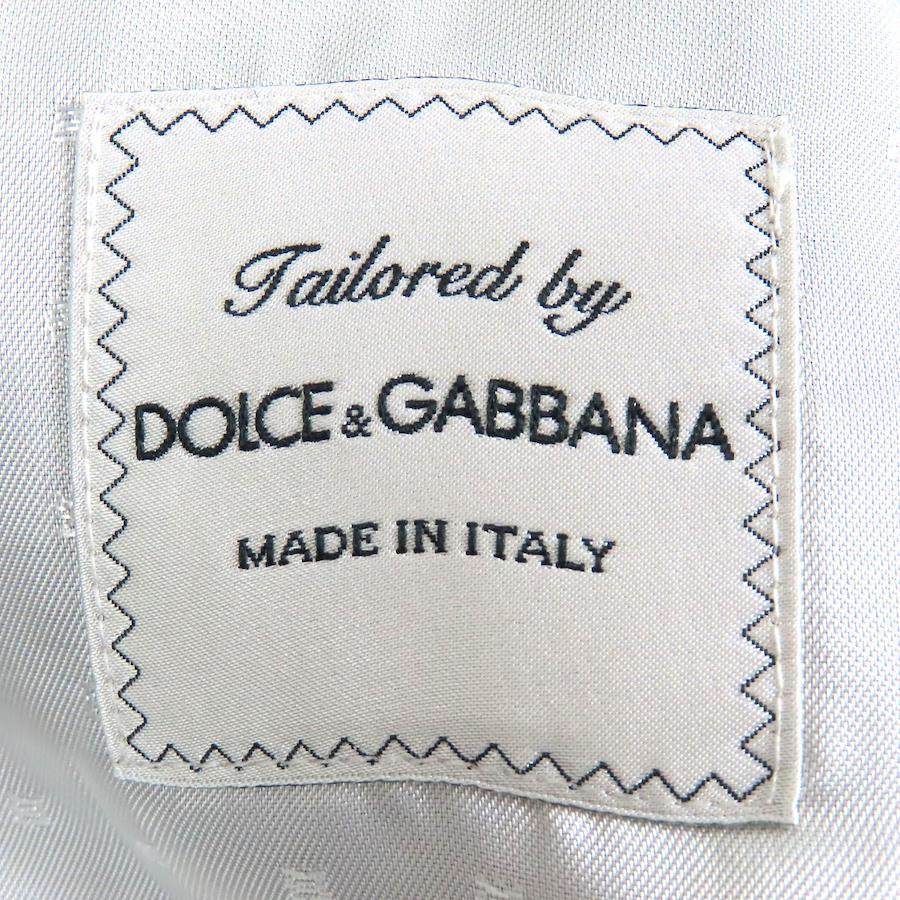 Tailored by
DOLCE & GABBANA
MADE IN ITALY